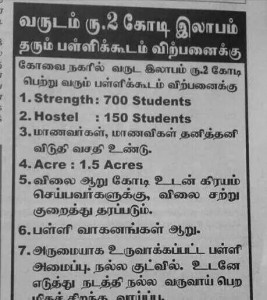 வருடம் ரு.2 கோடி இலாபம்
தரும் பள்ளிக்கூடம் விற்பனைக்கு
கோவை நகரில் வருட இலாபம் ரு.2 கோடி
பெற்று வரும் பள்ளிக்கூடம் விற்பனைக்கு
1. Strength : 700 Students
2. Hostel : 150 Students
3. மாணவர்கள், மாணவிகள் தனித்தனி
விடுதி வசதி உண்டு.
4. Acre : 1.5 Acres
5. விலை ஆறு கோடி உடன் கிரயம்
செய்பவர்களுக்கு, விலை சற்று
குறைத்து தரப்படும்.
6. பள்ளி வாகனங்கள் ஆறு.
7. அருமையாக உருவாக்கப்பட்ட பள்ளி
அமைப்பு. நல்ல குட்வில். உடனே
எடுத்து நடத்தி நல்ல வருவாய் பெற
மிகச் சிறந்த வாய்ப்பு.